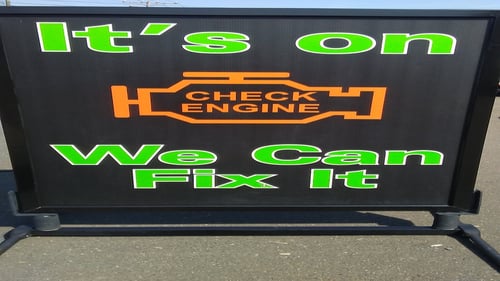 It's on
CHECK
ENGINE
We Can
Fix It